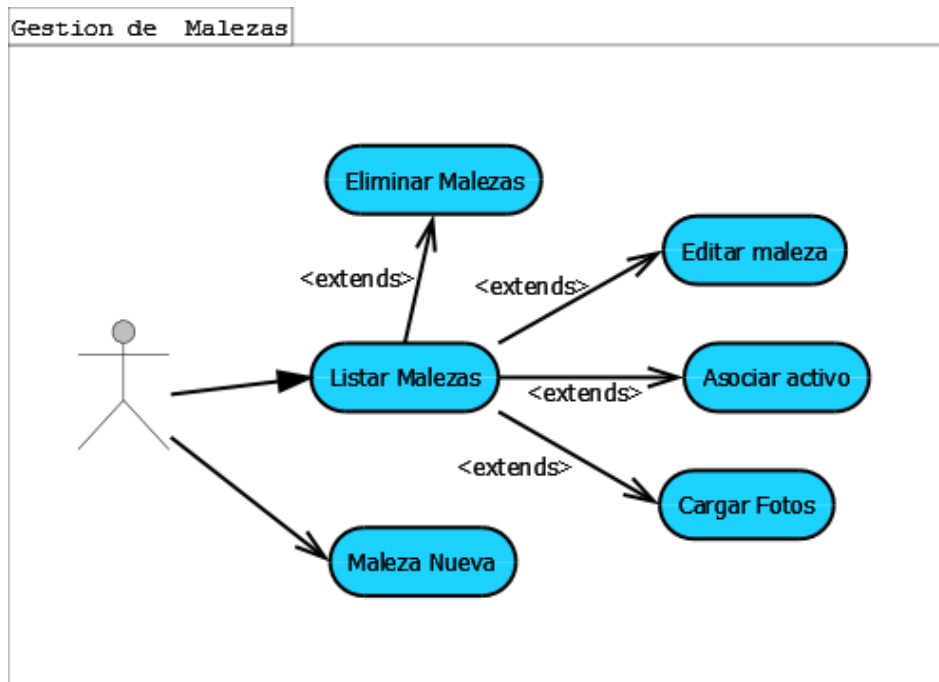 Gestion de  Malezas
Eliminar Malezas
Editar maleza
<extends>
<extends>
Listar Malezas
Asociar activo
<extends>
<extends>
Cargar Fotos
Maleza Nueva